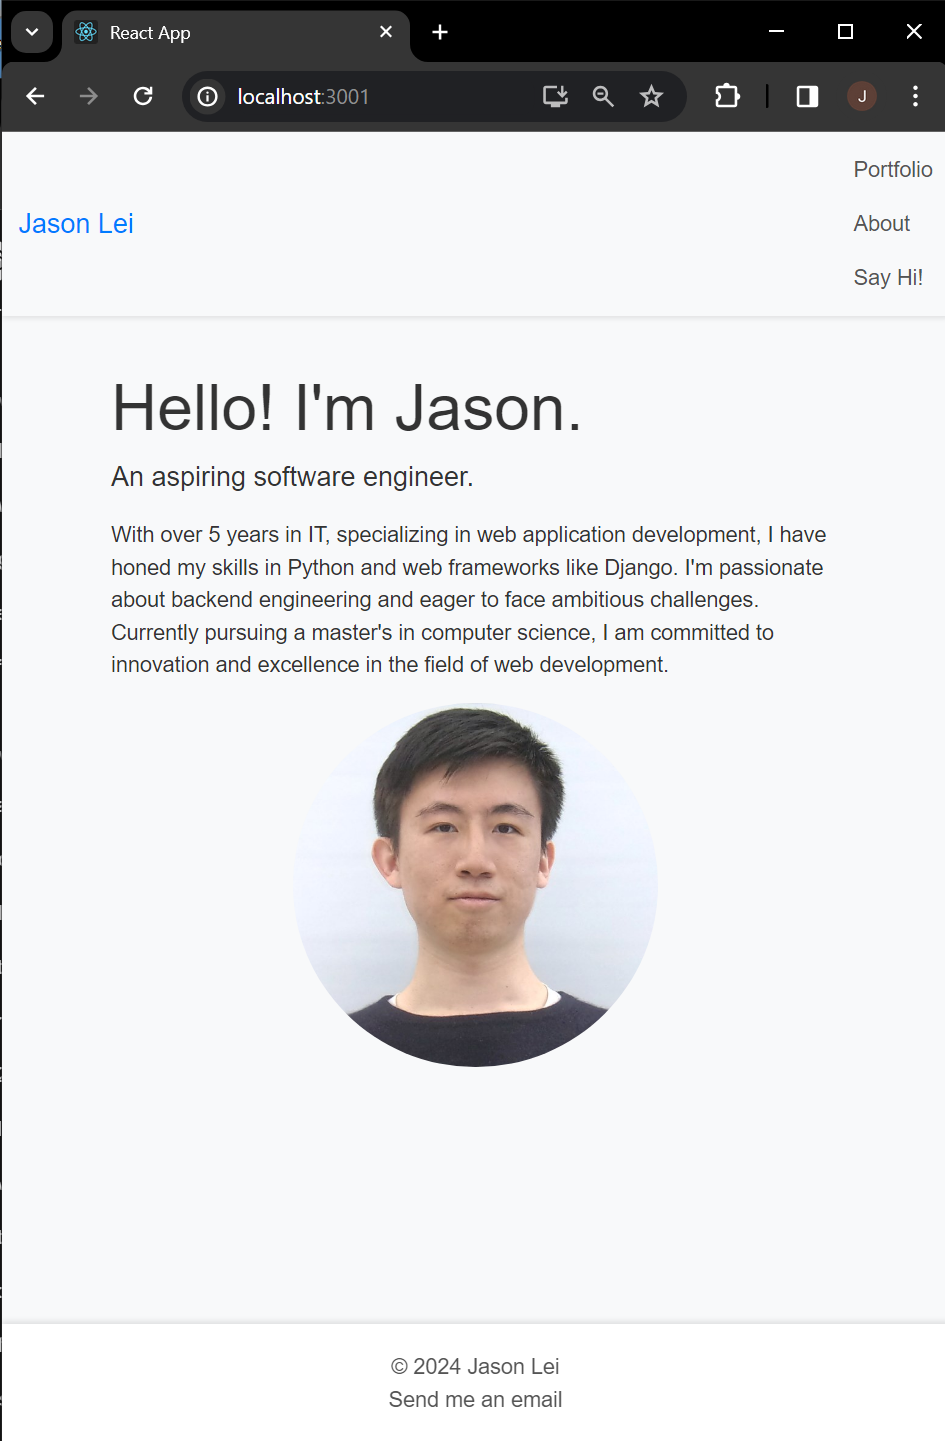 React App
localhost:3001
J
Portfolio
Jason Lei
About
Say Hi!
Hello! I'm Jason.
An aspiring software engineer.
With over 5 years in IT, specializing in web application development, I have
honed my skills in Python and web frameworks like Django. I'm passionate
about backend engineering and eager to face ambitious challenges.
Currently pursuing a master's in computer science, I am committed to
innovation and excellence in the field of web development.
© 2024 Jason Lei
Send me an email